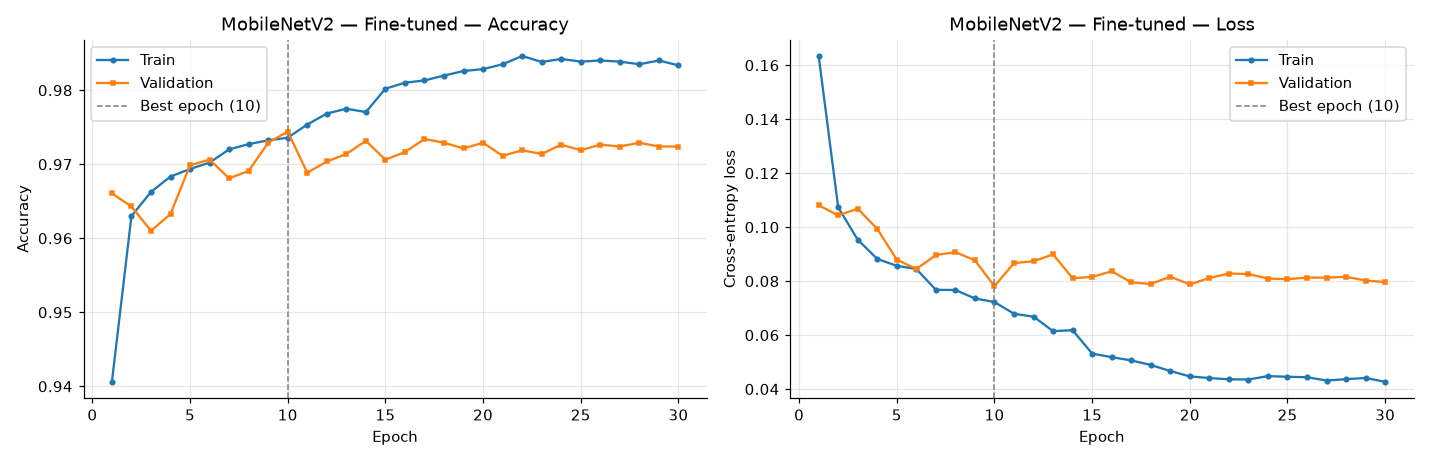 MobileNetV2 — Fine-tuned — Accuracy
Train
Validation
Best epoch (10)
0.98
0.97
0.96
0.95
0.94
Accuracy
0 5 10 15 20 25 30
Epoch
MobileNetV2 — Fine-tuned — Loss
Train
Validation
Best epoch (10)
0.16
0.14
0.12
0.10
0.08
0.06
0.04
Cross-entropy loss
0 5 10 15 20 25 30
Epoch